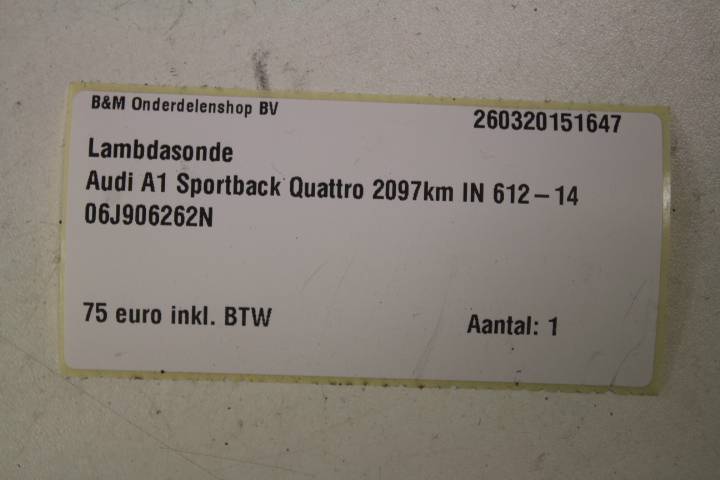 B&M Onderdelenshop BV
260320151647
Lambdasonde
Audi A1 Sportback Quattro 2097km IN 612-14
06J906262N
75 euro inkl. BTW
Aantal: 1